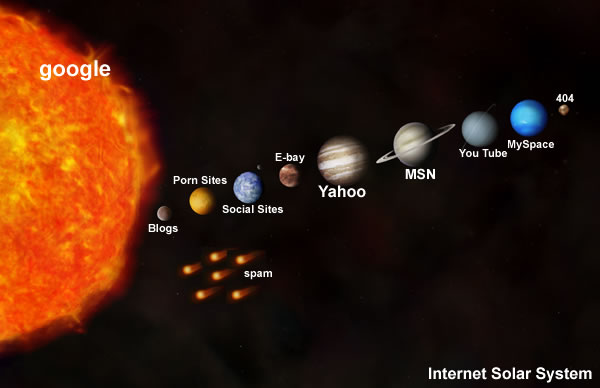 google
404
MySpace
You Tube
E-bay
MSN
Porn Sites
Yahoo
Social Sites
Blogs
spam
Internet Solar System